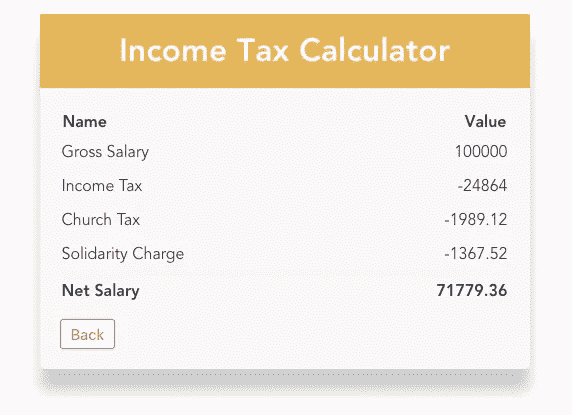 Income Tax Calculator
Name Value
Gross Salary 100000
Income Tax -24864
Church Tax -1989.12
Solidarity Charge -1367.52
Net Salary 71779.36
Back